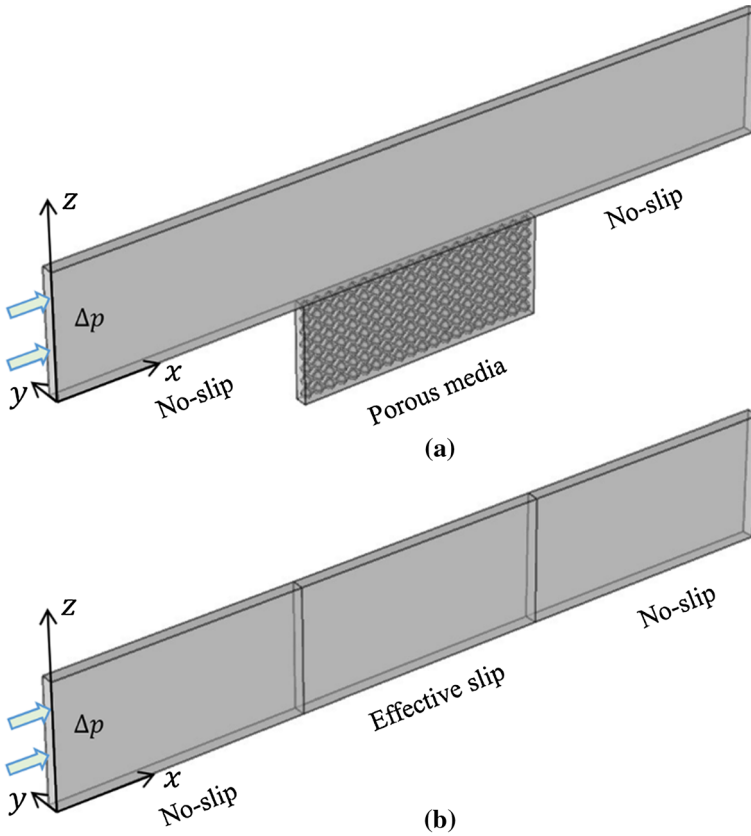 z
Δp
y
x
No-slip
Porous media
No-slip
(a)
z
Δp
y
x
No-slip
Effective slip
No-slip
(b)